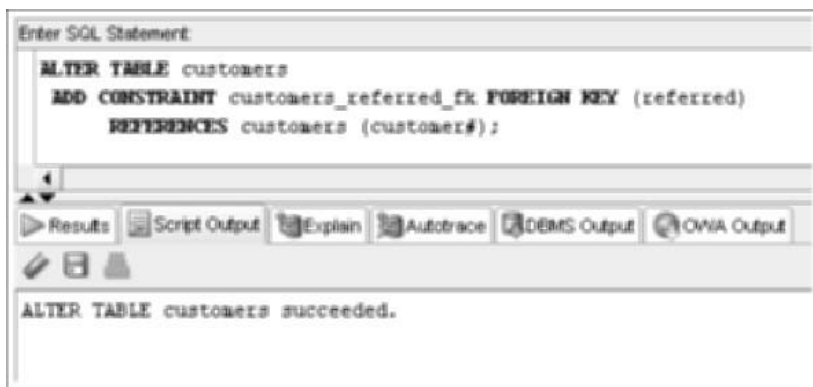 Enter SQL Statement:
ALTER TABLE customers
ADD CONSTRAINT customers_referred_fk FOREIGN KEY (referred)
REFERENCES customers (customer#);
Results Script Output Explain Autotrace DBMS Output OWA Output
ALTER TABLE customers succeeded.